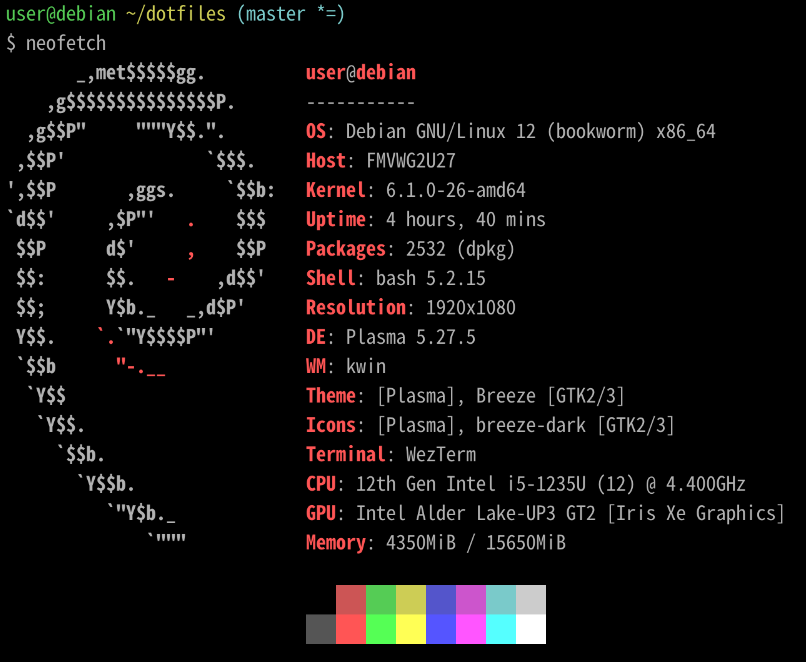 user@debian ~/dotfiles (master *=)
$ neofetch
       _,met$$$$$gg.          user@debian
    ,g$$$$$$$$$$$$$$$P.       -----------
  ,g$$P"     """Y$$.".        OS: Debian GNU/Linux 12 (bookworm) x86_64
 ,$$P'              `$$$.     Host: FMVWG2U27
',$$P       ,ggs.     `$$b:   Kernel: 6.1.0-26-amd64
`d$$'     ,$P"'   .    $$$    Uptime: 4 hours, 40 mins
 $$P      d$'     ,    $$P    Packages: 2532 (dpkg)
 $$:      $$.   -    ,d$$'    Shell: bash 5.2.15
 $$;      Y$b._   _,d$P'      Resolution: 1920x1080
 Y$$.    `.`"Y$$$$P"'         DE: Plasma 5.27.5
 `$$b      "-.__              WM: kwin
  `Y$$                        Theme: [Plasma], Breeze [GTK2/3]
   `Y$$.                      Icons: [Plasma], breeze-dark [GTK2/3]
     `$$b.                    Terminal: WezTerm
       `Y$$b.                 CPU: 12th Gen Intel i5-1235U (12) @ 4.400GHz
          `"Y$b._             GPU: Intel Alder Lake-UP3 GT2 [Iris Xe Graphics]
              `"""            Memory: 4350MiB / 15650MiB